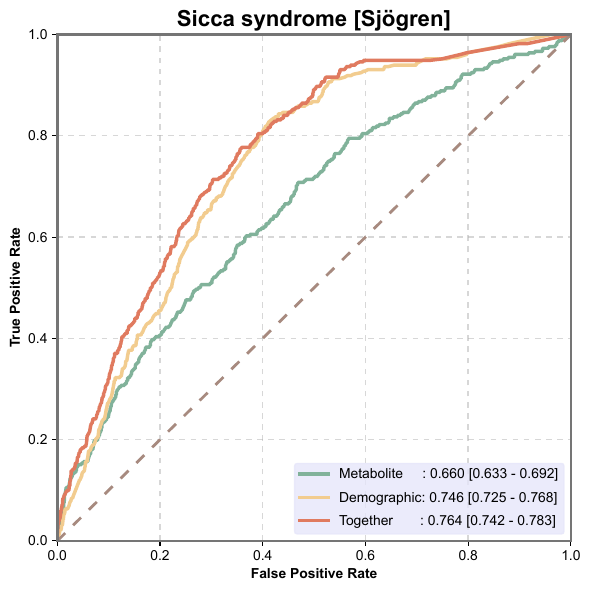 Sicca syndrome [Sjögren]
1.0
0.8
0.6
0.4
0.2
0.0
True Positive Rate
Metabolite : 0.660 [0.633 - 0.692]
Demographic: 0.746 [0.725 - 0.768]
Together : 0.764 [0.742 - 0.783]
0.0 0.2 0.4 0.6 0.8 1.0
False Positive Rate